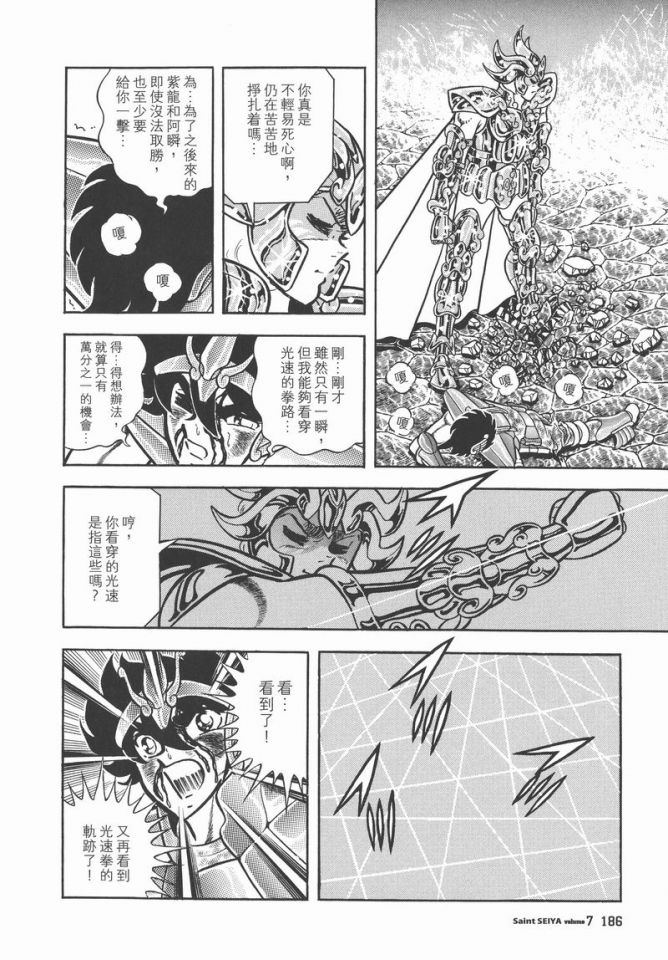 嗄
嗄
你真是
不輕易死心啊，
仍在苦苦地
掙扎着嗎…
為…為了之後來的
紫龍和阿瞬，
即使沒法取勝，
也至少要
給你一擊…
嗄
嗄
剛…剛才
雖然只有一瞬，
但我能夠看穿
光速的拳路…
得…得想辦法，
就算只有
萬分之一的機會…
哼，
你看穿的光速
是指這些嗎？
看…
看到了！
又再看到
光速拳的
軌跡了！
Saint SEIYA volume 7 186